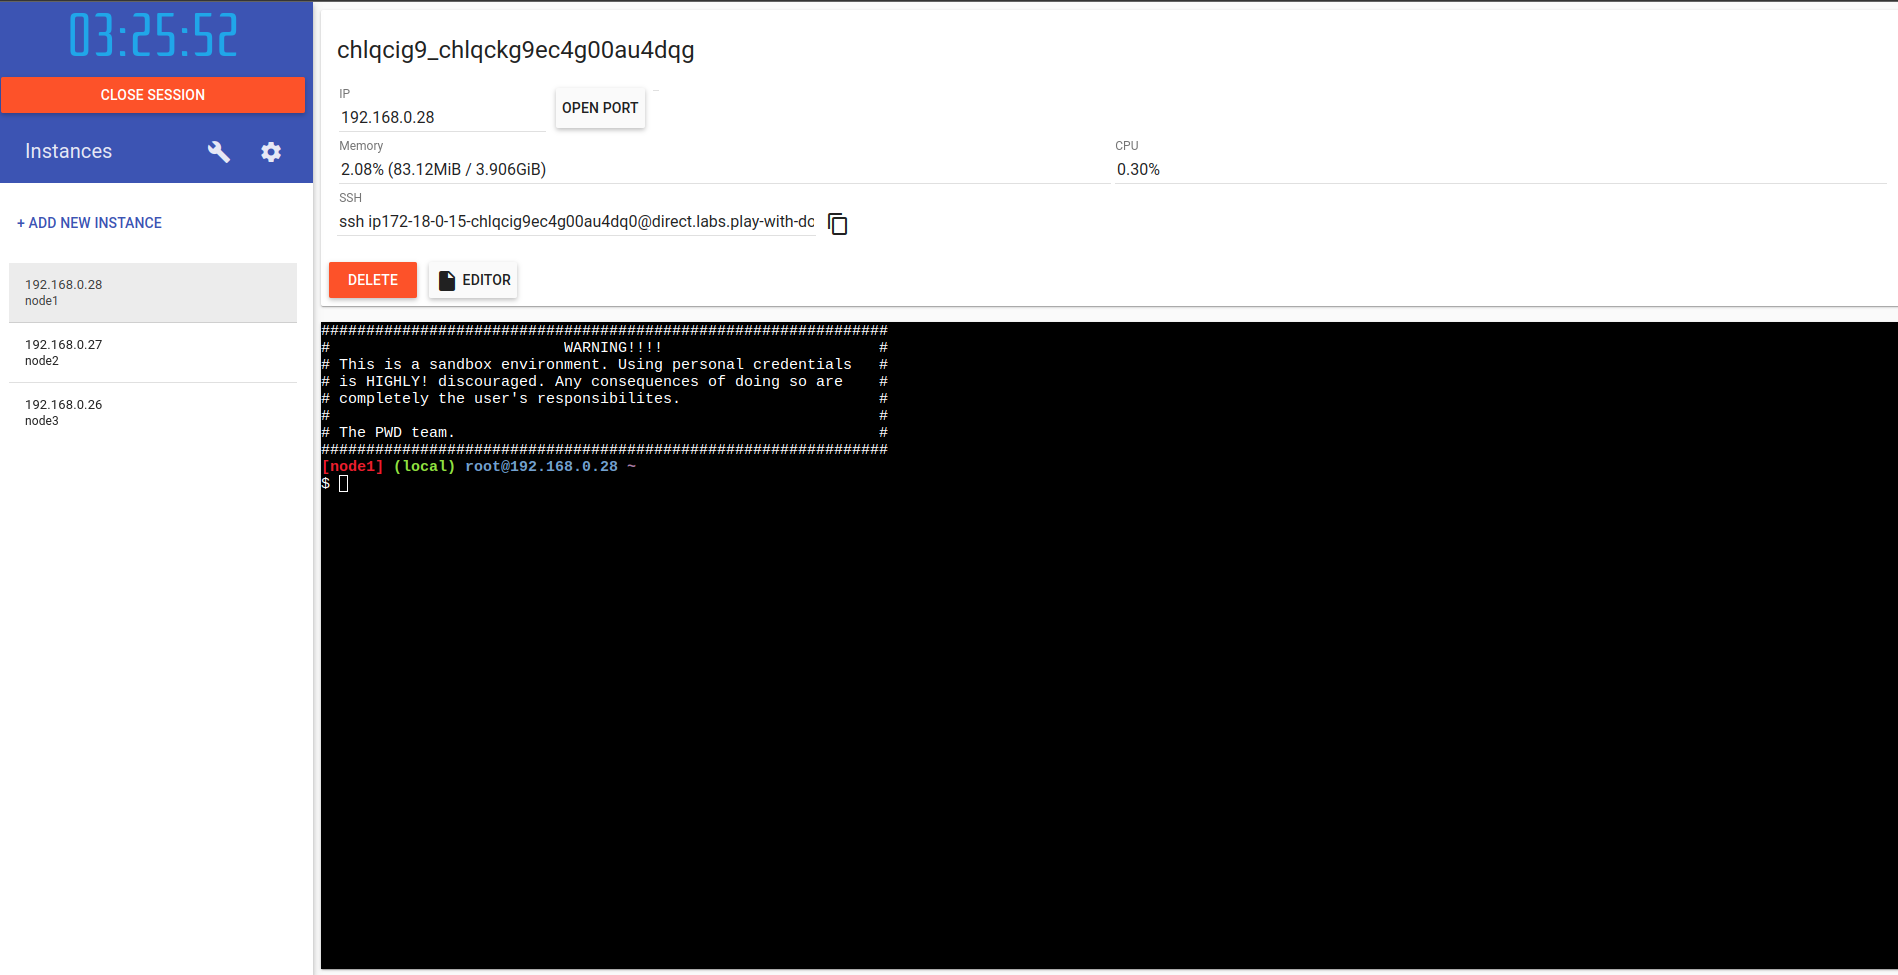 03:25:52
CLOSE SESSION
Instances
+ ADD NEW INSTANCE
192.168.0.28
node1
192.168.0.27
node2
192.168.0.26
node3
chlqcig9_chlqckg9ec4g00au4dqg
IP
192.168.0.28
OPEN PORT
Memory
2.08% (83.12MiB / 3.906GiB)
CPU
0.30%
SSH
ssh ip172-18-0-15-chlqcig9ec4g00au4dq0@direct.labs.play-with-dc
DELETE
EDITOR
###############################################################
#                          WARNING!!!!                        #
# This is a sandbox environment. Using personal credentials   #
# is HIGHLY! discouraged. Any consequences of doing so are    #
# completely the user's responsibilites.                      #
#                                                             #
# The PWD team.                                               #
###############################################################
[node1] (local) root@192.168.0.28 ~
$